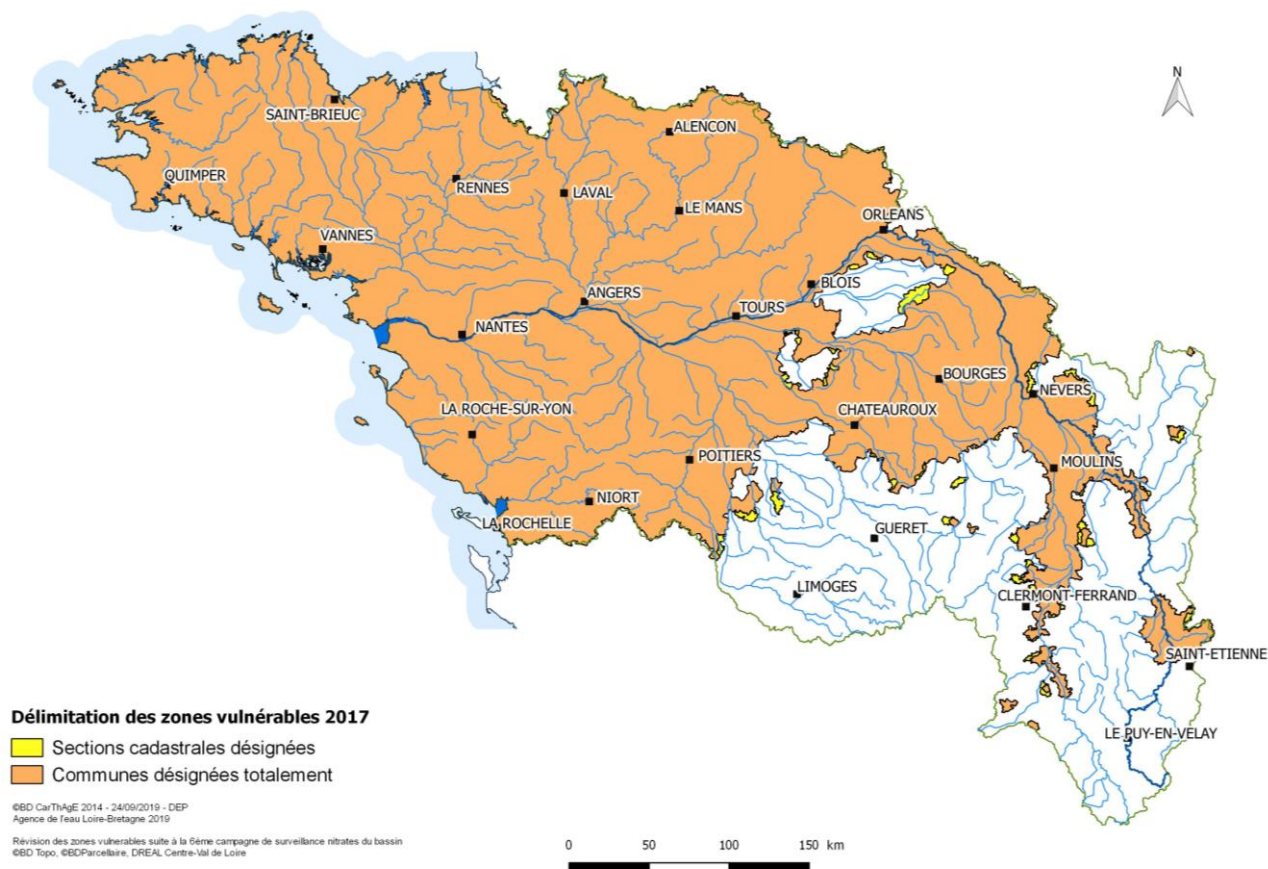 N
SAINT-BRIEUC
ALENCON
QUIMPER
RENNES
LAVAL
LE MANS
ORLEANS
VANNES
BLOIS
ANGERS
TOURS
NANTES
BOURGES
NEVERS
LA ROCHE-SUR-YON
CHATEAUROUX
POITIERS
MOULINS
NIORT
LA ROCHELLE
GUERET
LIMOGES
CLERMONT-FERRAND
SAINT-ETIENNE
LE PUY-EN-VELAY
Délimitation des zones vulnérables 2017
Sections cadastrales désignées
Communes désignées totalement
©BD CarThAgE 2014 - 24/09/2019 - DEP
Agence de l'eau Loire-Bretagne 2019
Révision des zones vulnerables suite à la 6ème campagne de surveillance nitrates du bassin
©BD Topo, ©BDParcellaire, DREAL Centre-Val de Loire
0 50 100 150 km